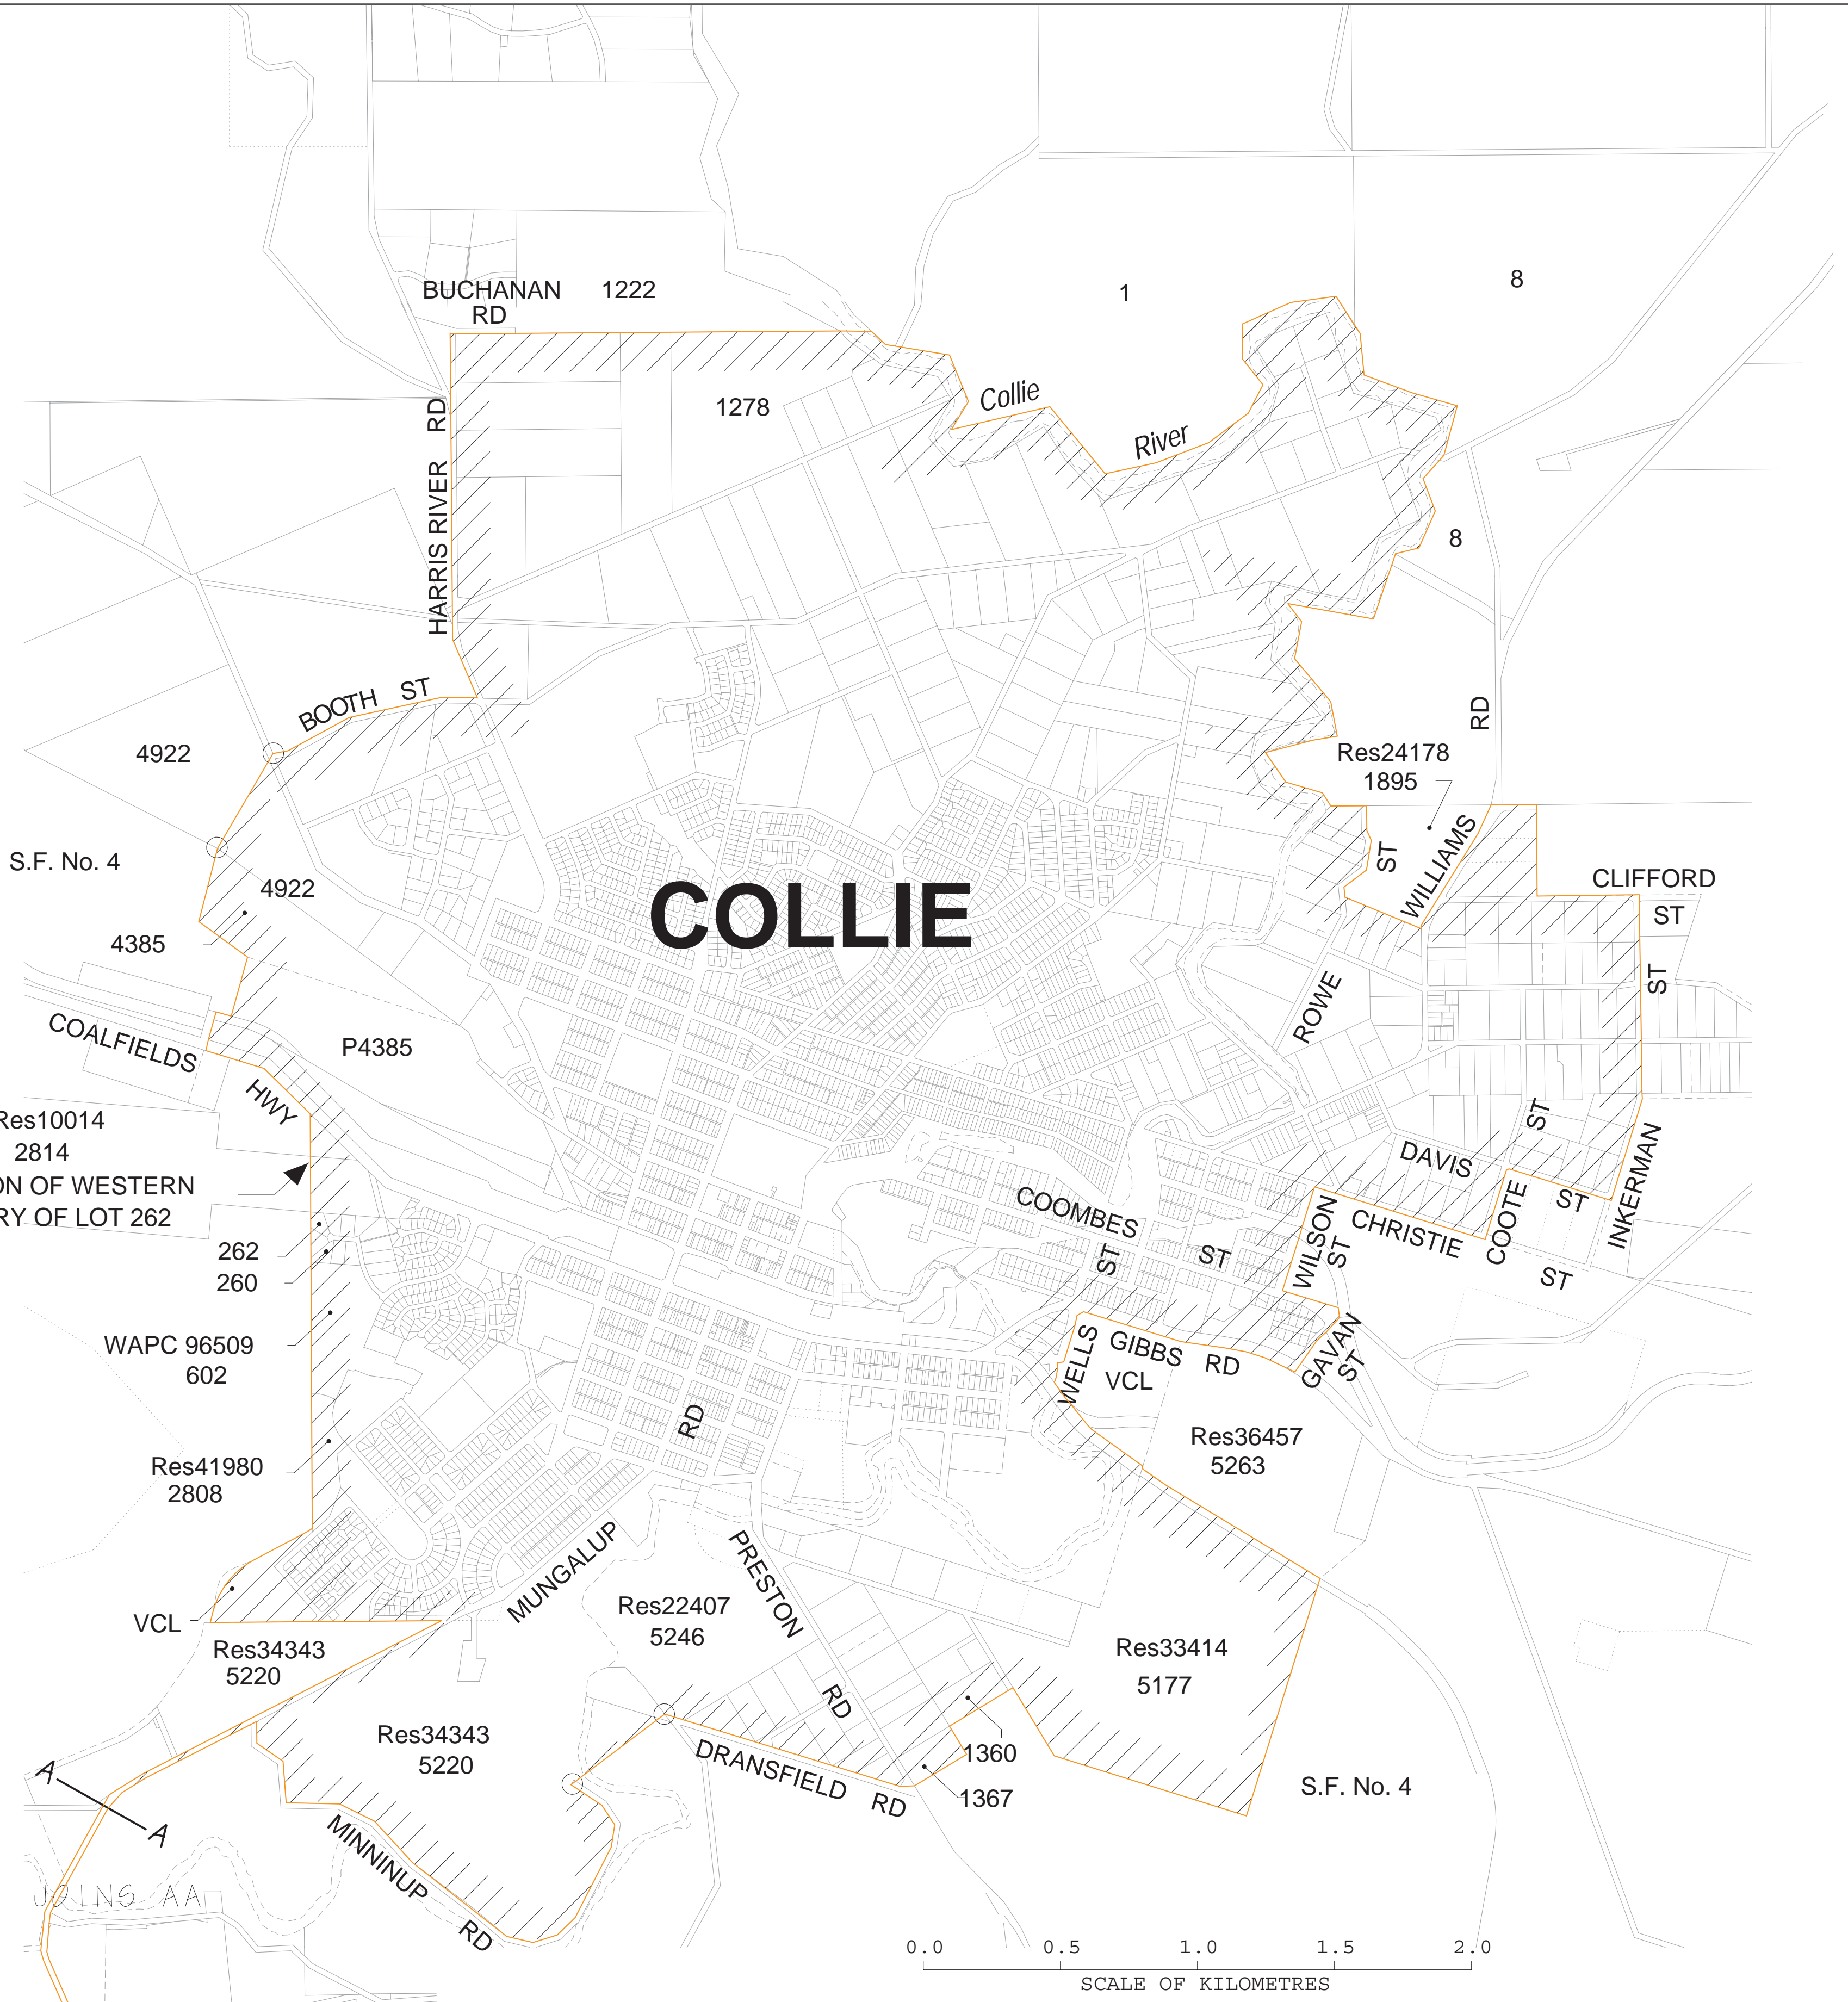 BUCHANAN
RD
1222
1
8
1278
Collie
River
HARRIS RIVER RD
8
BOOTH ST
4922
RD
Res24178
1895
WILLIAMS
ST
S.F. No. 4
4922
COLLIE
CLIFFORD
ST
4385
ST
ROWE
COALFIELDS
HWY
P4385
Res10014
2814
ON OF WESTERN
RY OF LOT 262
ST
DAVIS
ST
INKERMAN
COOMBES
ST
ST
WILSON
ST
CHRISTIE
ST
COOTE
262
260
WAPC 96509
602
WELLS
GIBBS RD
VCL
GAVAN
ST
RD
Res36457
5263
Res41980
2808
MUNGALUP
PRESTON
RD
VCL
Res34343
5220
Res22407
5246
Res33414
5177
Res34343
5220
DRANSFIELD RD
1360
1367
S.F. No. 4
A
A
MINNINUP
RD
JOINS AA
0.0 0.5 1.0 1.5 2.0
SCALE OF KILOMETRES